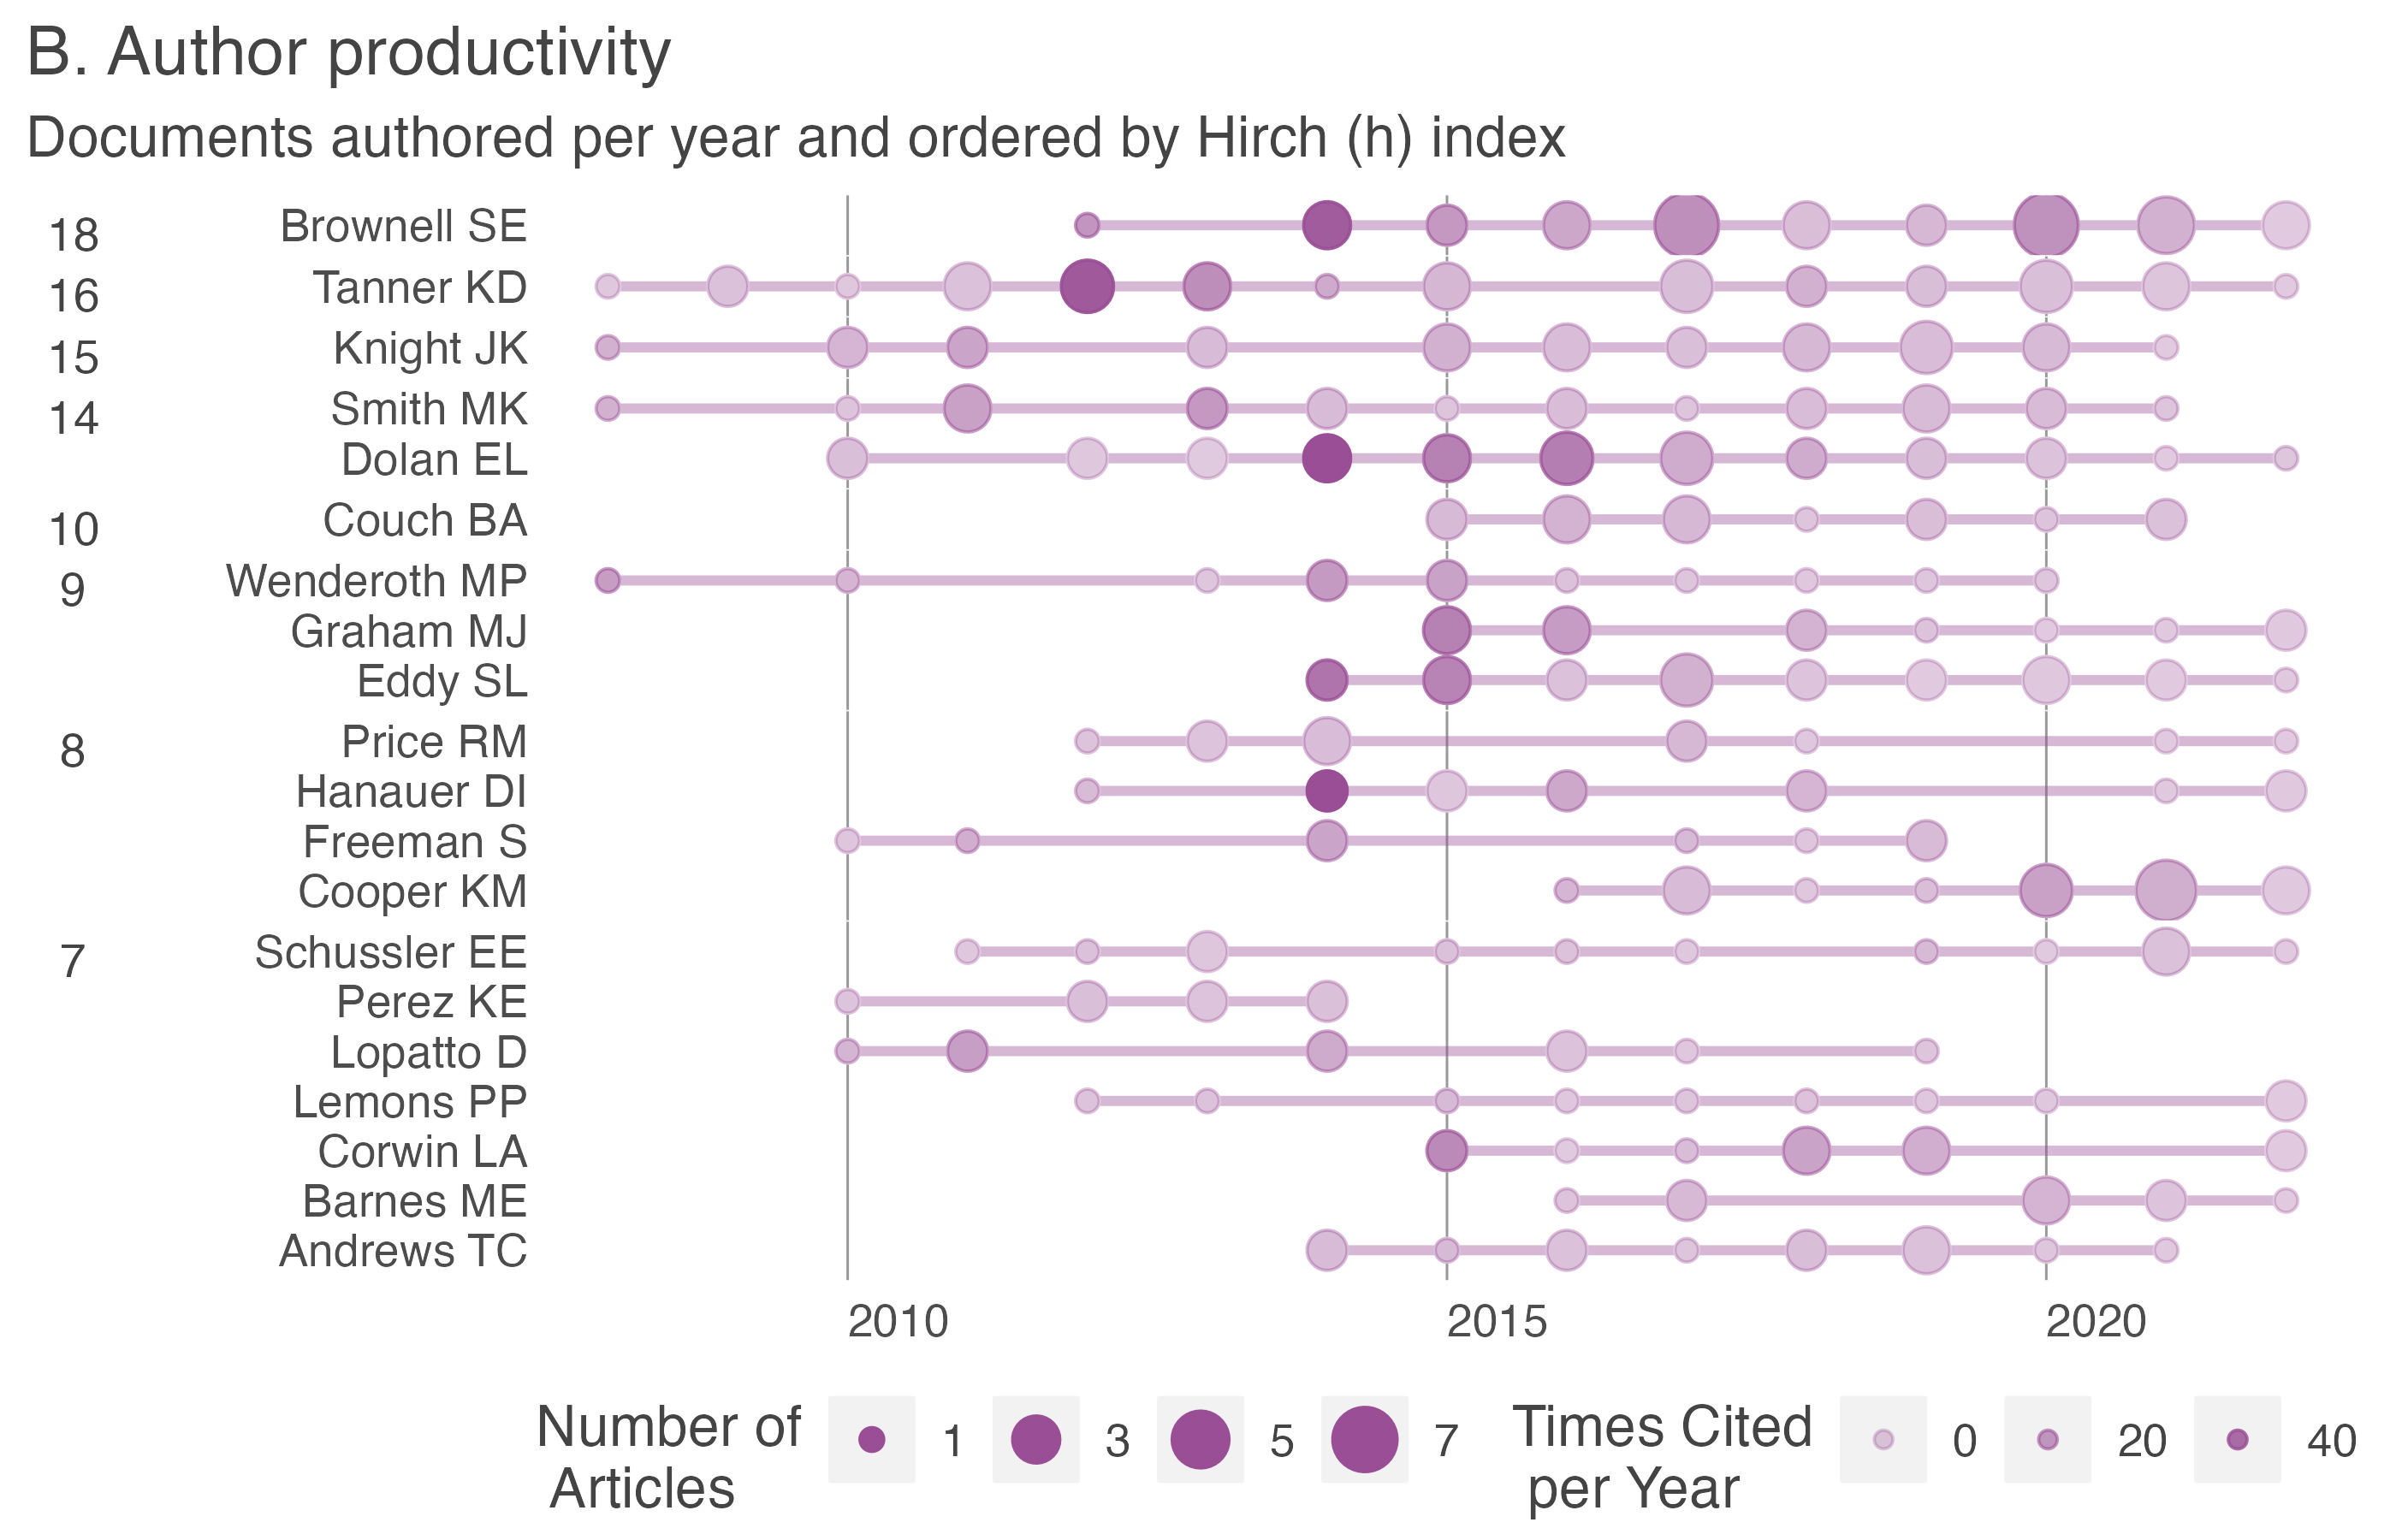 B. Author productivity
Documents authored per year and ordered by Hirch (h) index
18 Brownell SE
16 Tanner KD
15 Knight JK
14 Smith MK
Dolan EL
10 Couch BA
9 Wenderoth MP
Graham MJ
Eddy SL
8 Price RM
Hanauer DI
Freeman S
Cooper KM
7 Schussler EE
Perez KE
Lopatto D
Lemons PP
Corwin LA
Barnes ME
Andrews TC
2010 2015 2020
Number of
Articles
1 3 5 7
Times Cited
per Year
0 20 40